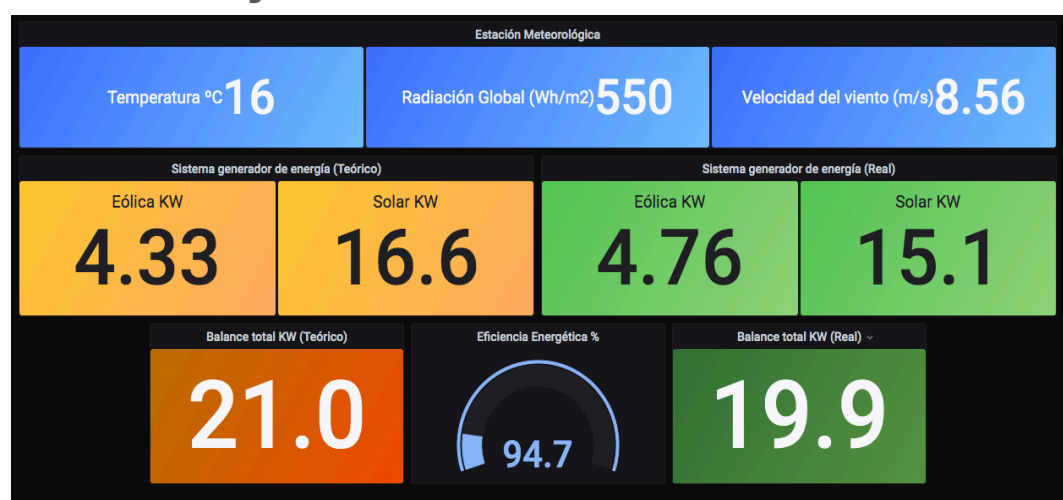 Estación Meteorológica
Temperatura ºC 16
Radiación Global (Wh/m2) 550
Velocidad del viento (m/s) 8.56
Sistema generador de energía (Teórico)
Sistema generador de energía (Real)
Eólica KW
Solar KW
Eólica KW
Solar KW
4.33
16.6
4.76
15.1
Balance total KW (Teórico)
Eficiencia Energética %
Balance total KW (Real)
21.0
94.7
19.9